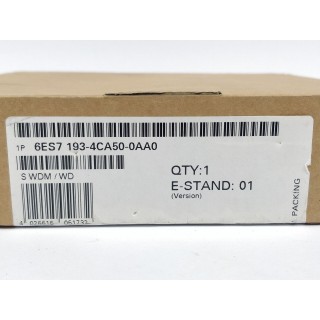 1P 6ES7 193-4CA50-0AA0
S WDM / WD
QTY:1
E-STAND: 01
(Version)
PACKING